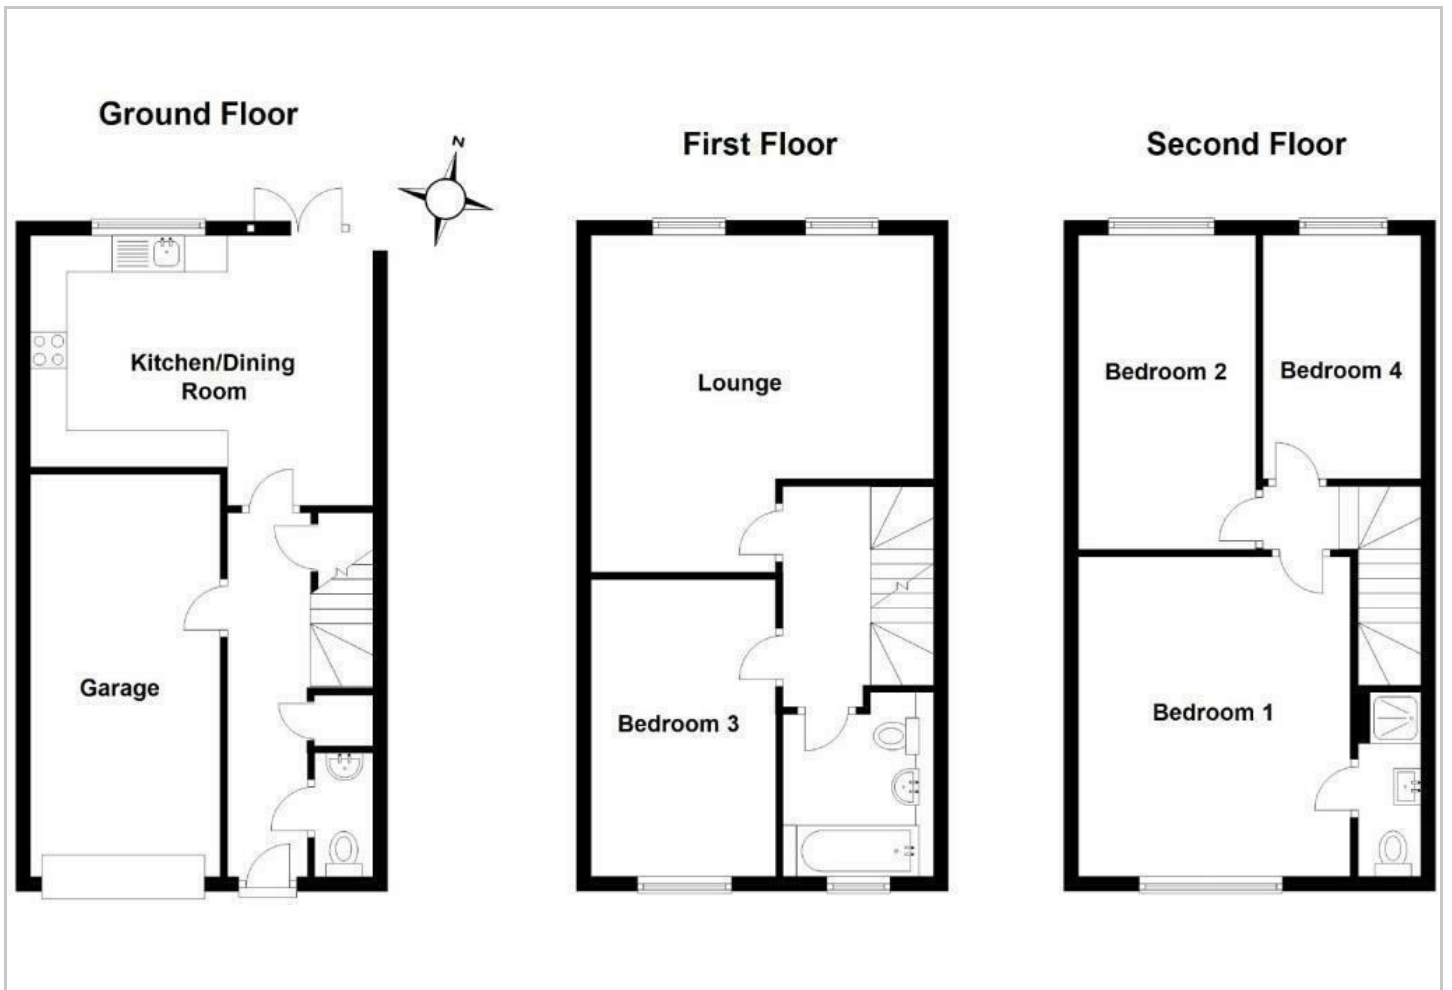 Ground Floor
N
First Floor
Second Floor
Kitchen/Dining
Room
Garage
Lounge
Bedroom 3
Bedroom 2
Bedroom 4
Bedroom 1